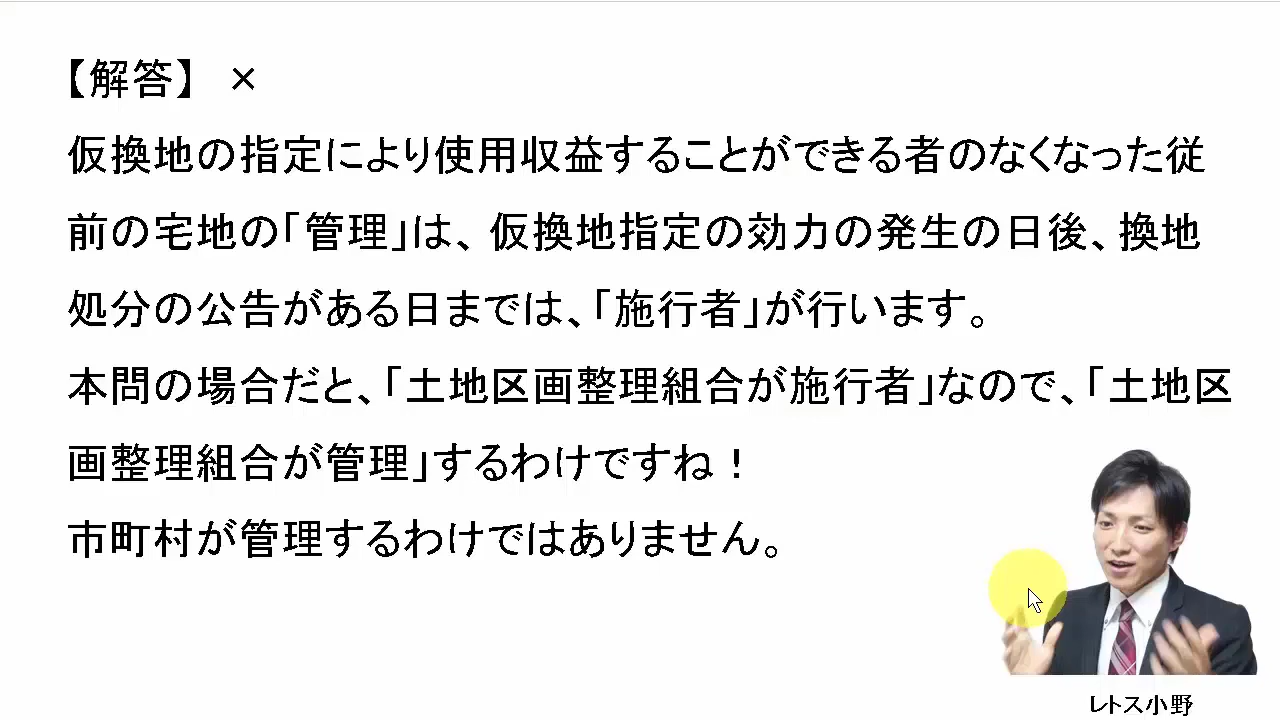 【解答】　×
仮換地の指定により使用収益することができる者のなくなった従
前の宅地の「管理」は、仮換地指定の効力の発生の日後、換地
処分の公告がある日までは、「施行者」が行います。
本問の場合だと、「土地区画整理組合が施行者」なので、「土地区
画整理組合が管理」するわけですね！
市町村が管理するわけではありません。
レトス小野